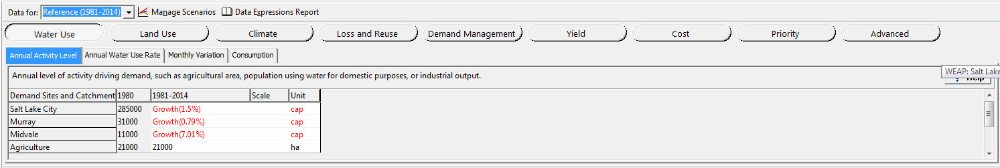 Data for: Reference (1981-2014) Manage Scenarios Data Expressions Report
Water Use Land Use Climate Loss and Reuse Demand Management Yield Cost Priority Advanced
Annual Activity Level Annual Water Use Rate Monthly Variation Consumption
WEAP: Salt Lake
Annual level of activity driving demand, such as agricultural area, population using water for domestic purposes, or industrial output.
Help
Demand Sites and Catchment 1980 1981-2014 Scale Unit
Salt Lake City 285000 Growth(1.5%) cap
Murray 31000 Growth(0.79%) cap
Midvale 11000 Growth(7.01%) cap
Agriculture 21000 21000 ha